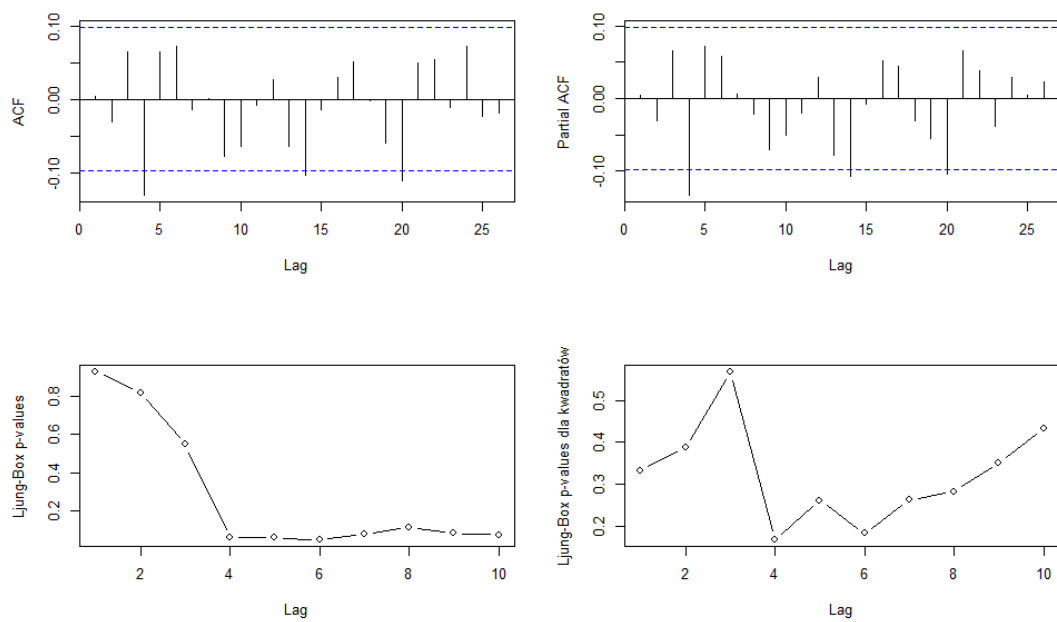 ACF
0.10
0.00
-0.10
0 5 10 15 20 25
Lag
Partial ACF
0.10
0.00
-0.10
0 5 10 15 20 25
Lag
Ljung-Box p-values
0.8
0.6
0.4
0.2
2 4 6 8 10
Lag
Ljung-Box p-values dla kwadratów
0.5
0.4
0.3
0.2
2 4 6 8 10
Lag